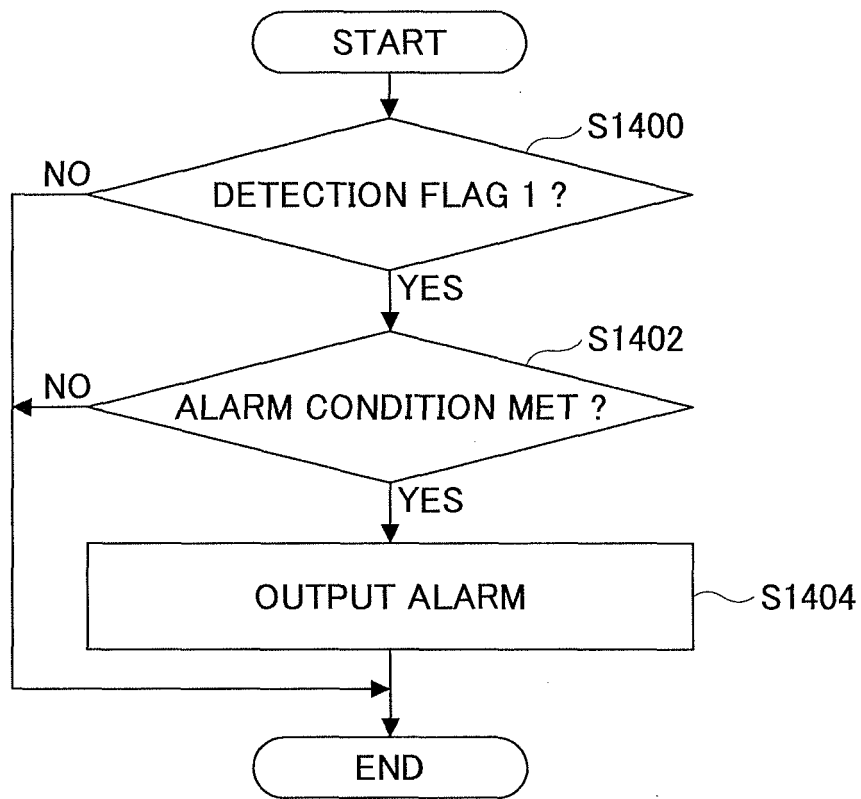 START
S1400
NO
DETECTION FLAG 1 ?
YES
S1402
NO
ALARM CONDITION MET ?
YES
OUTPUT ALARM
S1404
END